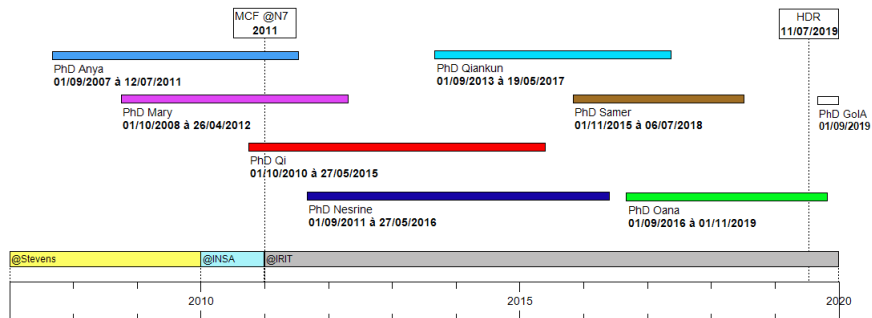 MCF @N7
2011
HDR
11/07/2019
PhD Anya
01/09/2007 à 12/07/2011
PhD Qiankun
01/09/2013 à 19/05/2017
PhD Mary
01/10/2008 à 26/04/2012
PhD Samer
01/11/2015 à 06/07/2018
PhD GolA
01/09/2019
PhD Qi
01/10/2010 à 27/05/2015
PhD Nesrine
01/09/2011 à 27/05/2016
PhD Oana
01/09/2016 à 01/11/2019
@Stevens
@INSA
@IRIT
2010
2015
2020